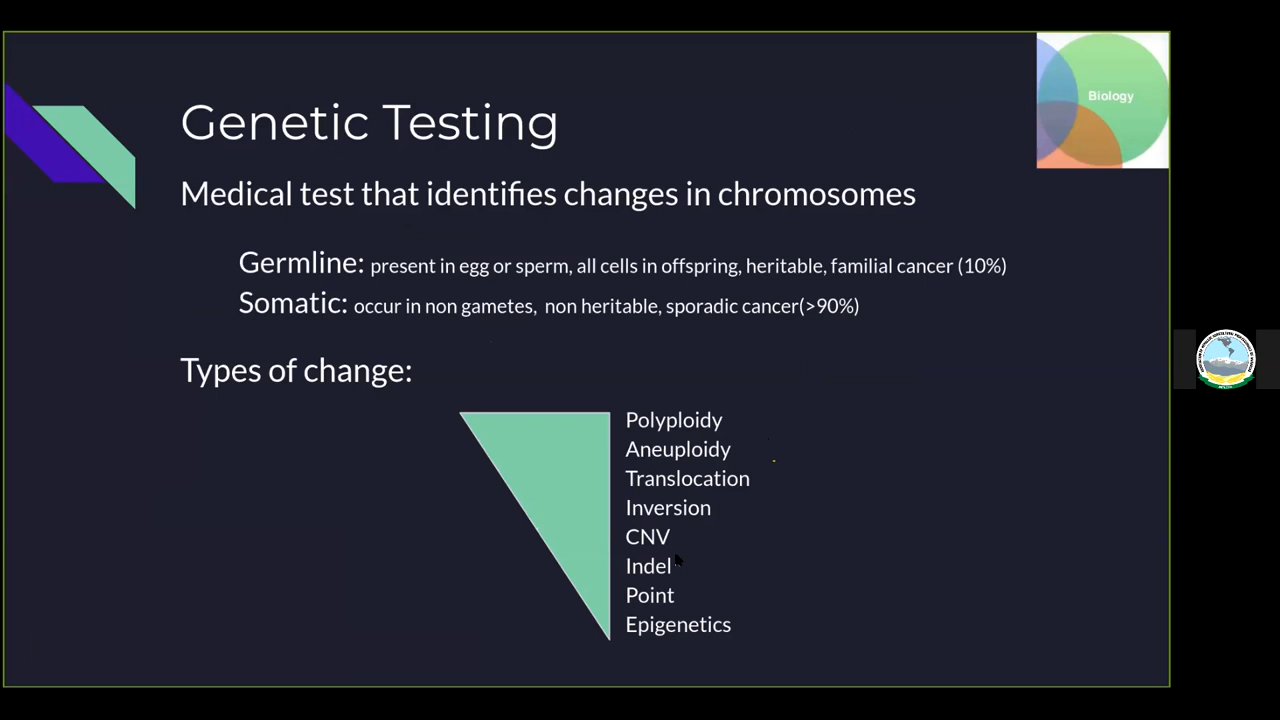 Genetic Testing
Biology
Medical test that identifies changes in chromosomes
Germline: present in egg or sperm, all cells in offspring, heritable, familial cancer (10%)
Somatic: occur in non gametes, non heritable, sporadic cancer(>90%)
Types of change:
Polyploidy
Aneuploidy
Translocation
Inversion
CNV
Indel
Point
Epigenetics